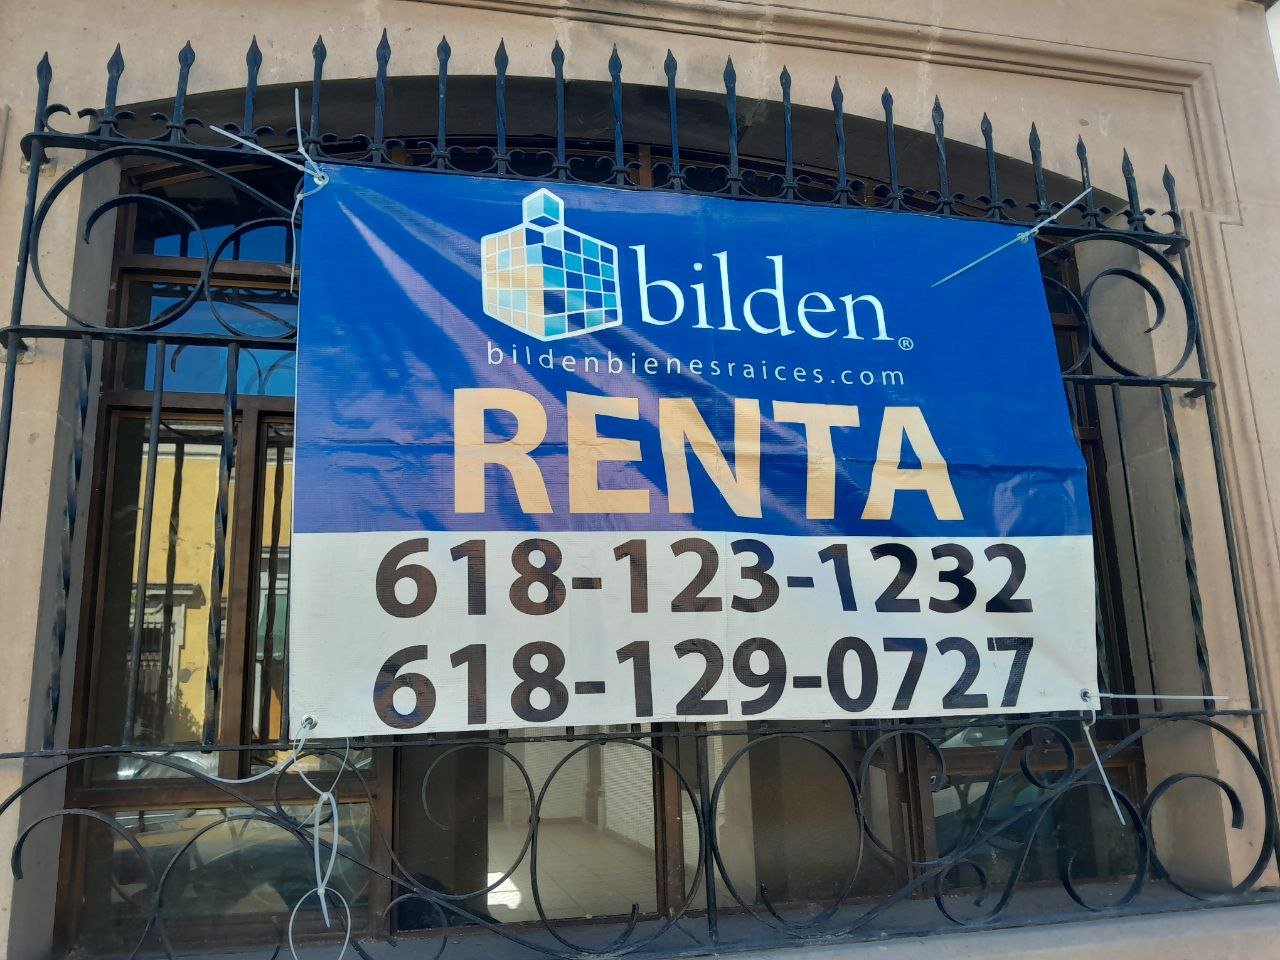 bilden®
bildenbienesraices.com
RENTA
618-123-1232
618-129-0727